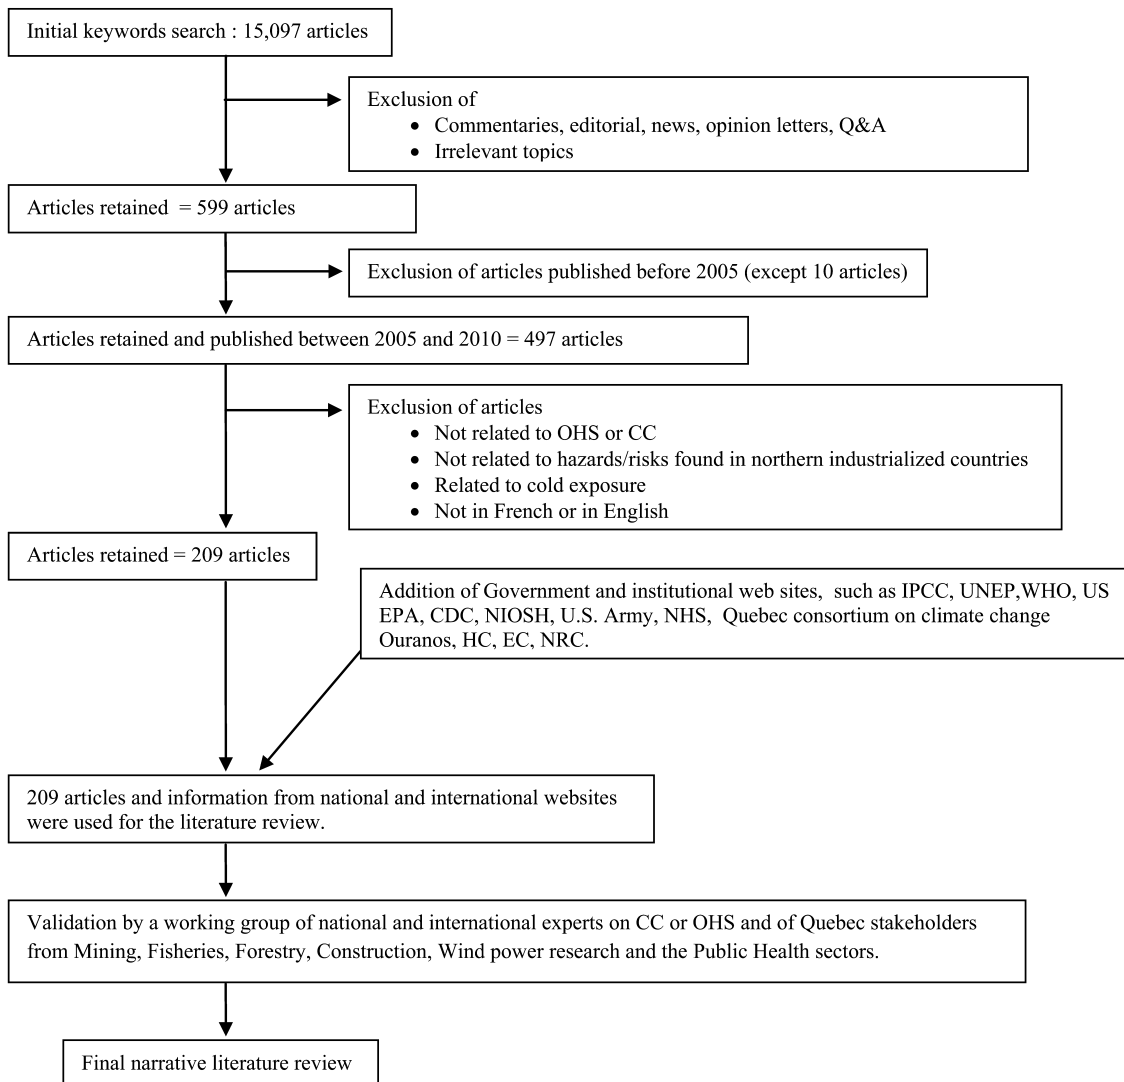 Initial keywords search : 15,097 articles
Exclusion of
• Commentaries, editorial, news, opinion letters, Q&A
• Irrelevant topics
Articles retained = 599 articles
Exclusion of articles published before 2005 (except 10 articles)
Articles retained and published between 2005 and 2010 = 497 articles
Exclusion of articles
• Not related to OHS or CC
• Not related to hazards/risks found in northern industrialized countries
• Related to cold exposure
• Not in French or in English
Articles retained = 209 articles
Addition of Government and institutional web sites, such as IPCC, UNEP,WHO, US
EPA, CDC, NIOSH, U.S. Army, NHS, Quebec consortium on climate change
Ouranos, HC, EC, NRC.
209 articles and information from national and international websites
were used for the literature review.
Validation by a working group of national and international experts on CC or OHS and of Quebec stakeholders
from Mining, Fisheries, Forestry, Construction, Wind power research and the Public Health sectors.
Final narrative literature review